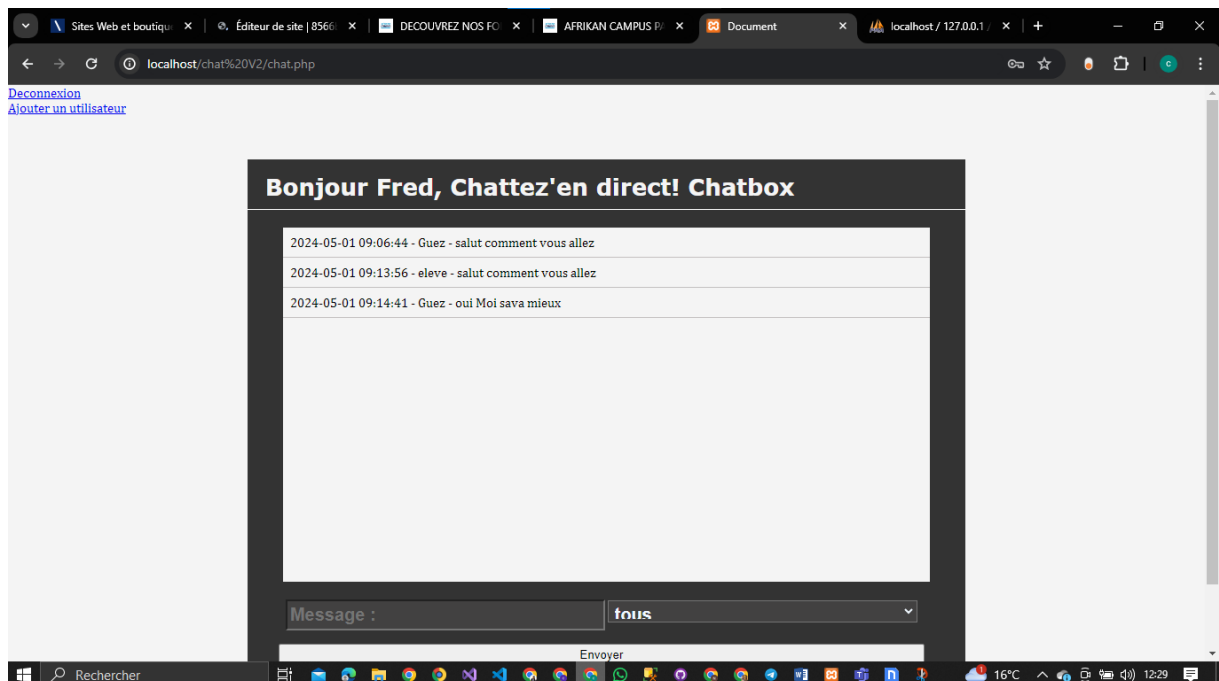 Sites Web et boutiqu
Éditeur de site | 8566
DECOUVREZ NOS FO
AFRIKAN CAMPUS PA
Document
localhost / 127.0.0.1 /
localhost/chat%20V2/chat.php
Deconnexion
Ajouter un utilisateur
Bonjour Fred, Chattez'en direct! Chatbox
2024-05-01 09:06:44 - Guez - salut comment vous allez
2024-05-01 09:13:56 - eleve - salut comment vous allez
2024-05-01 09:14:41 - Guez - oui Moi sava mieux
Message :
tous
Envoyer
Rechercher
16°C
12:29